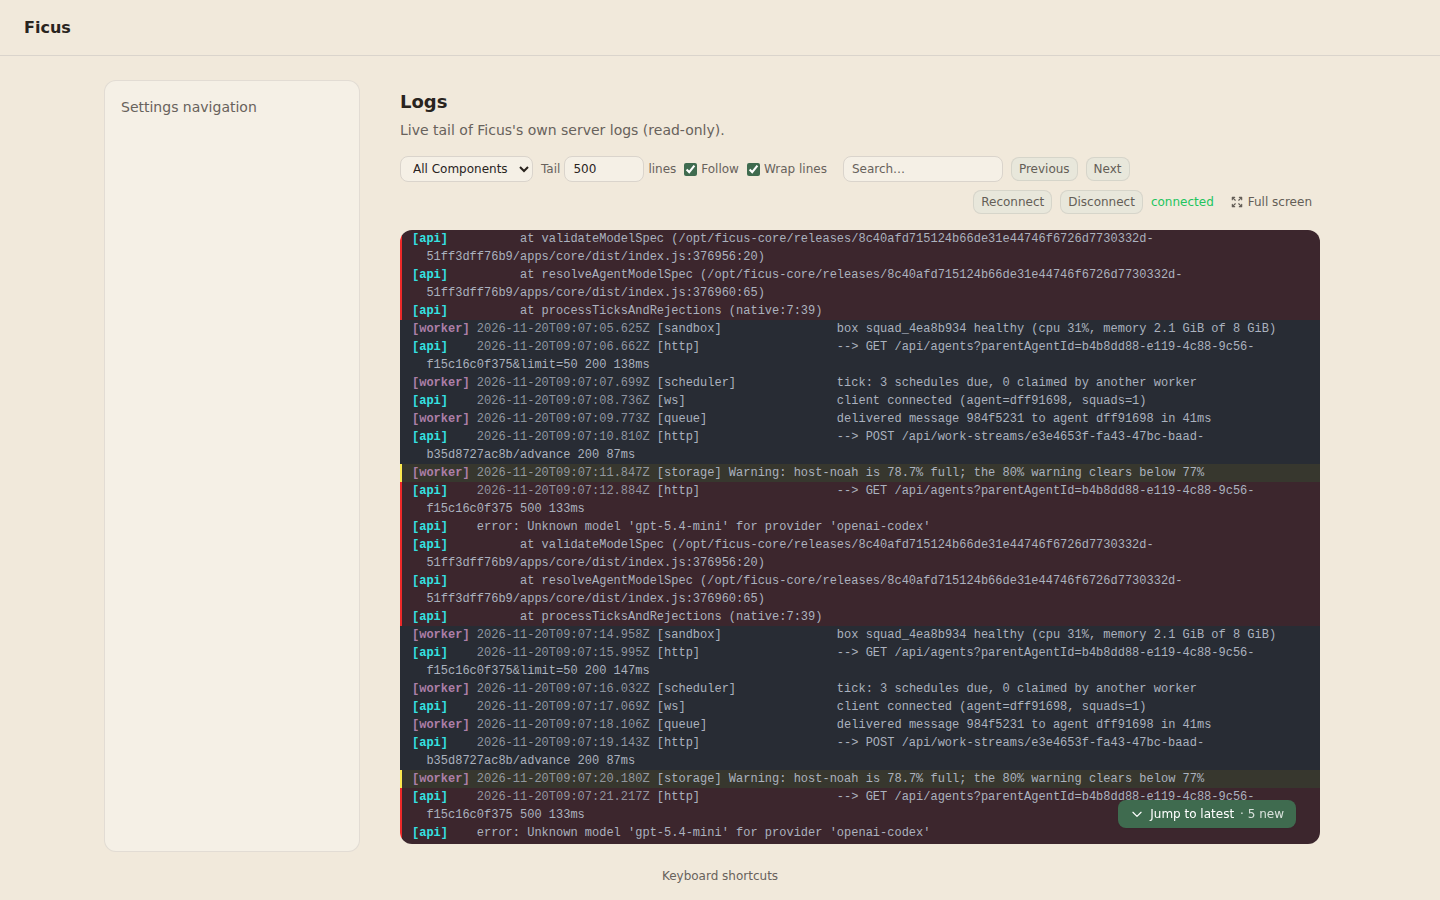 Ficus
Settings navigation
Logs
Live tail of Ficus's own server logs (read-only).
All Components Tail 500 lines Follow Wrap lines Search... Previous Next
Reconnect Disconnect connected Full screen
[api] at validateModelSpec (/opt/ficus-core/releases/8c40afd715124b66de31e44746f6726d7730332d-
51ff3dff76b9/apps/core/dist/index.js:376956:20)
[api] at resolveAgentModelSpec (/opt/ficus-core/releases/8c40afd715124b66de31e44746f6726d7730332d-
51ff3dff76b9/apps/core/dist/index.js:376960:65)
[api] at processTicksAndRejections (native:7:39)
[worker] 2026-11-20T09:07:05.625Z [sandbox] box squad_4ea8b934 healthy (cpu 31%, memory 2.1 GiB of 8 GiB)
[api] 2026-11-20T09:07:06.662Z [http] --> GET /api/agents?parentAgentId=b4b8dd88-e119-4c88-9c56-
f15c16c0f375&limit=50 200 138ms
[worker] 2026-11-20T09:07:07.699Z [scheduler] tick: 3 schedules due, 0 claimed by another worker
[api] 2026-11-20T09:07:08.736Z [ws] client connected (agent=dff91698, squads=1)
[worker] 2026-11-20T09:07:09.773Z [queue] delivered message 984f5231 to agent dff91698 in 41ms
[api] 2026-11-20T09:07:10.810Z [http] --> POST /api/work-streams/e3e4653f-fa43-47bc-baad-
b35d8727ac8b/advance 200 87ms
[worker] 2026-11-20T09:07:11.847Z [storage] Warning: host-noah is 78.7% full; the 80% warning clears below 77%
[api] 2026-11-20T09:07:12.884Z [http] --> GET /api/agents?parentAgentId=b4b8dd88-e119-4c88-9c56-
f15c16c0f375 500 133ms
[api] error: Unknown model 'gpt-5.4-mini' for provider 'openai-codex'
[api] at validateModelSpec (/opt/ficus-core/releases/8c40afd715124b66de31e44746f6726d7730332d-
51ff3dff76b9/apps/core/dist/index.js:376956:20)
[api] at resolveAgentModelSpec (/opt/ficus-core/releases/8c40afd715124b66de31e44746f6726d7730332d-
51ff3dff76b9/apps/core/dist/index.js:376960:65)
[api] at processTicksAndRejections (native:7:39)
[worker] 2026-11-20T09:07:14.958Z [sandbox] box squad_4ea8b934 healthy (cpu 31%, memory 2.1 GiB of 8 GiB)
[api] 2026-11-20T09:07:15.995Z [http] --> GET /api/agents?parentAgentId=b4b8dd88-e119-4c88-9c56-
f15c16c0f375&limit=50 200 147ms
[worker] 2026-11-20T09:07:16.032Z [scheduler] tick: 3 schedules due, 0 claimed by another worker
[api] 2026-11-20T09:07:17.069Z [ws] client connected (agent=dff91698, squads=1)
[worker] 2026-11-20T09:07:18.106Z [queue] delivered message 984f5231 to agent dff91698 in 41ms
[api] 2026-11-20T09:07:19.143Z [http] --> POST /api/work-streams/e3e4653f-fa43-47bc-baad-
b35d8727ac8b/advance 200 87ms
[worker] 2026-11-20T09:07:20.180Z [storage] Warning: host-noah is 78.7% full; the 80% warning clears below 77%
[api] 2026-11-20T09:07:21.217Z [http] --> GET /api/agents?parentAgentId=b4b8dd88-e119-4c88-9c56-
f15c16c0f375 500 133ms
Jump to latest · 5 new
[api] error: Unknown model 'gpt-5.4-mini' for provider 'openai-codex'
Keyboard shortcuts